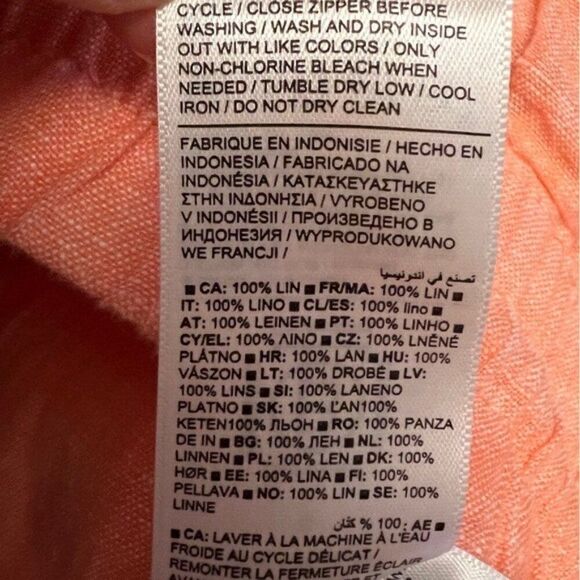 CYCLE / CLOSE ZIPPER BEFORE
WASHING / WASH AND DRY INSIDE
OUT WITH LIKE COLORS / ONLY
NON-CHLORINE BLEACH WHEN
NEEDED / TUMBLE DRY LOW / COOL
IRON / DO NOT DRY CLEAN
FABRIQUE EN INDONISIE / HECHO EN
INDONESIA / FABRICADO NA
INDONÉSIA / ΚΑΤΑΣΚΕΥΑΣΤΗΚΕ
ΣΤΗΝ ΙΝΔΟΝΗΣΙΑ / VYROBENO
V INDONÉSII / ПРОИЗВЕДЕНО В
ИНДОНЕЗИЯ / WYPRODUKOWANO
WE FRANCJI /
تصنع في اندونيسيا
■ CA: 100% LIN ■ FR/MA: 100% LIN ■
IT: 100% LINO ■ CL/ES: 100% lino ■
AT: 100% LEINEN ■ PT: 100% LINHO ■
CY/EL: 100% ΛΙΝΟ ■ CZ: 100% LNĚNÉ
PLÁTNO ■ HR: 100% LAN ■ HU: 100%
VÁSZON ■ LT: 100% DROBĖ ■ LV:
100% LINS ■ SI: 100% LANENO
PLATNO ■ SK: 100% ĽAN100%
KETEN100% ЛЬОН ■ RO: 100% PANZA
DE IN ■ BG: 100% ЛЕН ■ NL: 100%
LINNEN ■ PL: 100% LEN ■ DK: 100%
HØR ■ EE: 100% LINA ■ FI: 100%
PELLAVA ■ NO: 100% LIN ■ SE: 100%
LINNE
■ AE : 100 % كتّان
■ CA: LAVER À LA MACHINE À L'EAU
FROIDE AU CYCLE DÉLICAT /
REMONTER LA FERMETURE ÉCLAIR